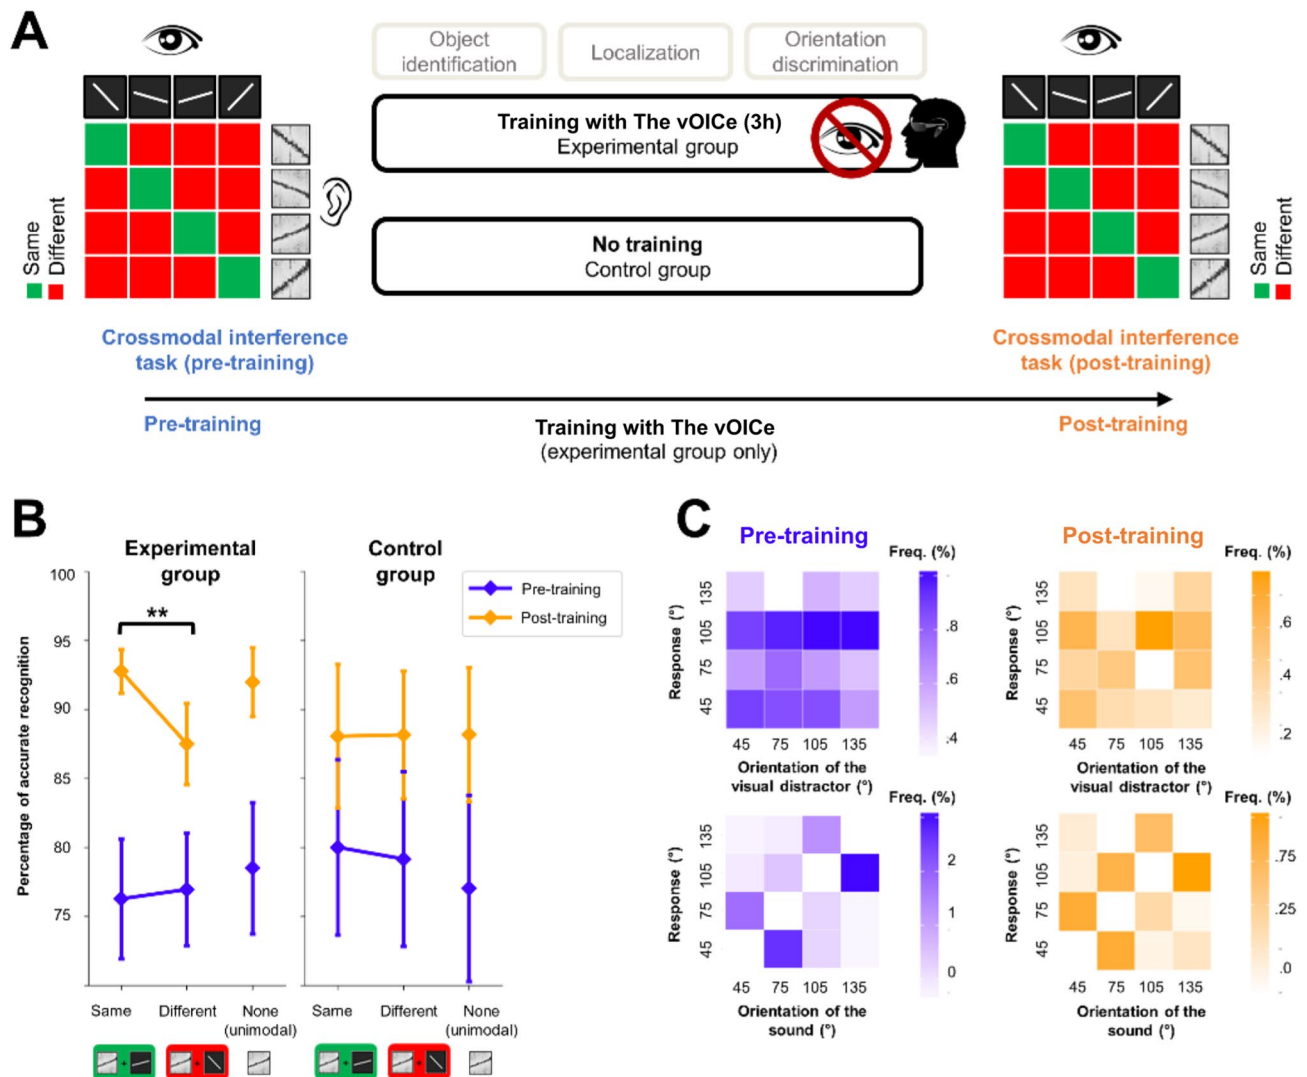 A
Object
identification
Localization
Orientation
discrimination
Training with The vOICe (3h)
Experimental group
No training
Control group
Same
Different
Same
Different
Crossmodal interference
task (pre-training)
Crossmodal interference
task (post-training)
Pre-training
Training with The vOICe
(experimental group only)
Post-training
B
Experimental
group
Control
group
Pre-training
Post-training
**
Percentage of accurate recognition
100
95
90
85
80
75
Same
Different
None
(unimodal)
Same
Different
None
(unimodal)
C
Pre-training
Freq. (%)
Response (°)
135
105
75
45
.8
.6
.4
45 75 105 135
Orientation of the
visual distractor (°)
Post-training
Freq. (%)
Response (°)
135
105
75
45
.6
.4
.2
45 75 105 135
Orientation of the
visual distractor (°)
Freq. (%)
Response (°)
135
105
75
45
2
1
0
45 75 105 135
Orientation of the
sound (°)
Freq. (%)
Response (°)
135
105
75
45
.75
.25
.0
45 75 105 135
Orientation of the
sound (°)